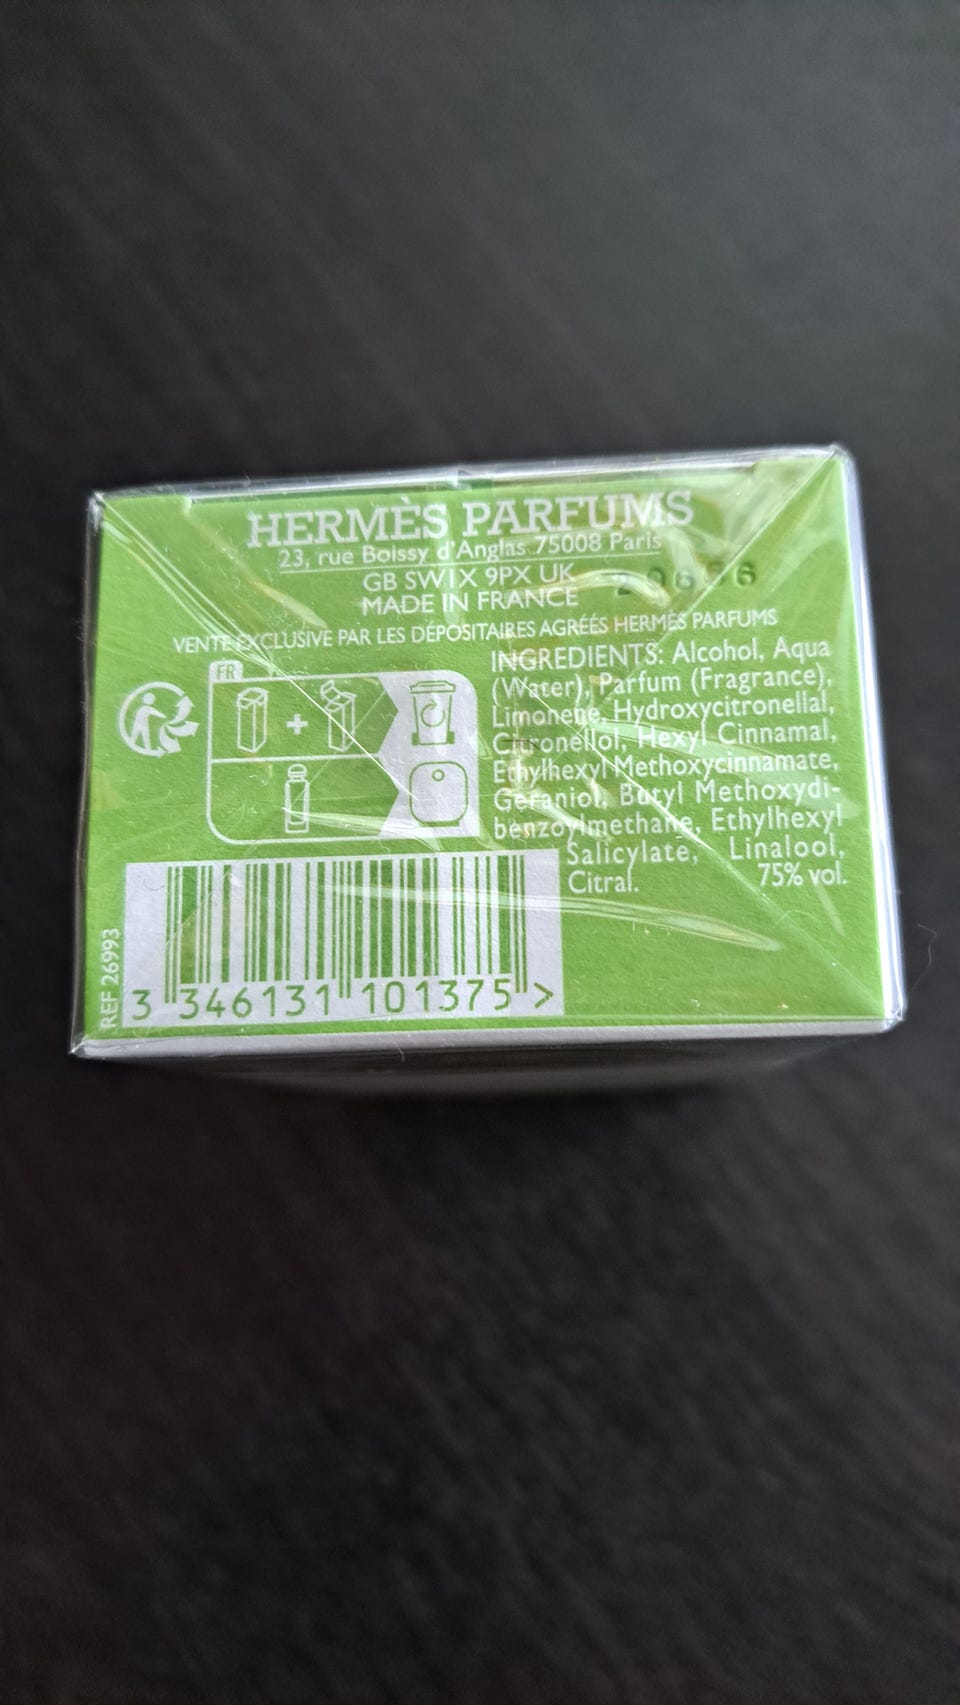 HERMÈS PARFUMS
23, rue Boissy d'Anglas 75008 Paris
GB SW1X 9PX UK
MADE IN FRANCE
VENTE EXCLUSIVE PAR LES DÉPOSITAIRES AGRÉÉS HERMÈS PARFUMS
FR
INGREDIENTS: Alcohol, Aqua
(Water), Parfum (Fragrance),
Limonene, Hydroxycitronellal,
Citronellol, Hexyl Cinnamal,
Ethylhexyl Methoxycinnamate,
Geraniol, Butyl Methoxydi-
benzoylmethane, Ethylhexyl
Salicylate, Linalool,
Citral. 75% vol.
REF 26993
3 346131 101375 >